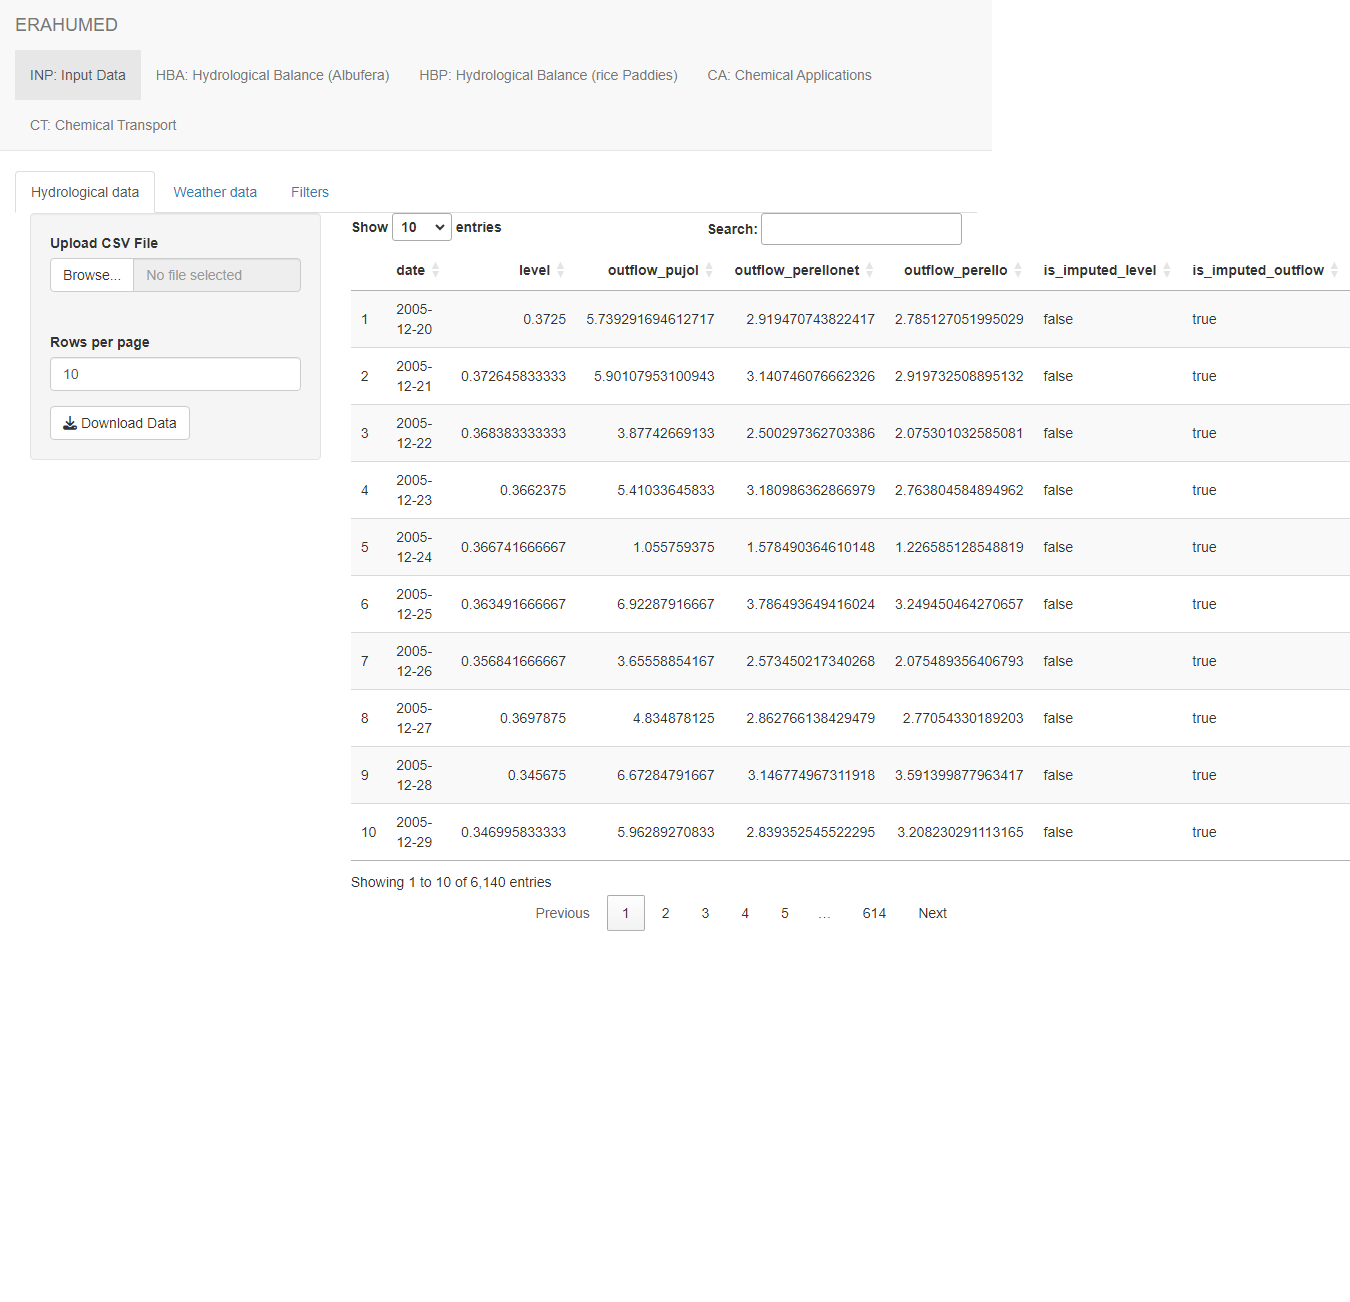 ERAHUMED
INP: Input Data HBA: Hydrological Balance (Albufera) HBP: Hydrological Balance (rice Paddies) CA: Chemical Applications
CT: Chemical Transport
Hydrological data Weather data Filters
Upload CSV File
Browse... No file selected
Rows per page
10
Download Data
Show 10 entries Search:
date level outflow_pujol outflow_perellonet outflow_perello is_imputed_level is_imputed_outflow
1 2005-12-20 0.3725 5.739291694612717 2.919470743822417 2.785127051995029 false true
2 2005-12-21 0.372645833333 5.90107953100943 3.140746076662326 2.919732508895132 false true
3 2005-12-22 0.368383333333 3.87742669133 2.500297362703386 2.075301032585081 false true
4 2005-12-23 0.3662375 5.41033645833 3.180986362866979 2.763804584894962 false true
5 2005-12-24 0.366741666667 1.055759375 1.578490364610148 1.226585128548819 false true
6 2005-12-25 0.363491666667 6.92287916667 3.786493649416024 3.249450464270657 false true
7 2005-12-26 0.356841666667 3.65558854167 2.573450217340268 2.075489356406793 false true
8 2005-12-27 0.3697875 4.834878125 2.862766138429479 2.77054330189203 false true
9 2005-12-28 0.345675 6.67284791667 3.146774967311918 3.591399877963417 false true
10 2005-12-29 0.346995833333 5.96289270833 2.839352545522295 3.208230291113165 false true
Showing 1 to 10 of 6,140 entries
Previous 1 2 3 4 5 … 614 Next